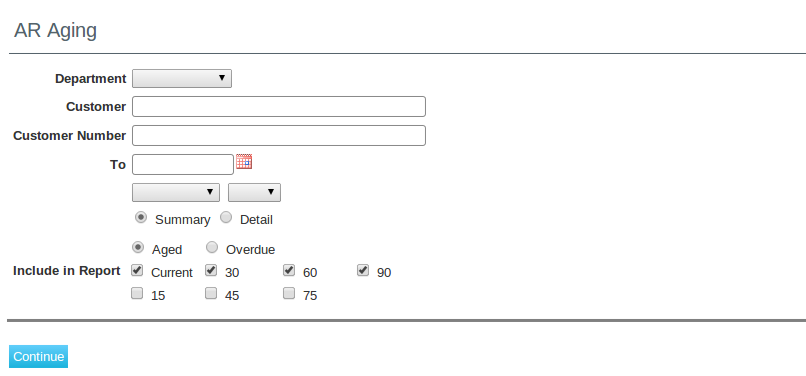 AR Aging
Department
Customer
Customer Number
To
Summary Detail
Aged Overdue
Include in Report Current 30 60 90
15 45 75
Continue